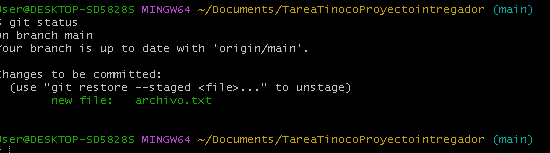 User@DESKTOP-SD5828S MINGW64 ~/Documents/TareaTinocoProyectointregador (main)
$ git status
On branch main
Your branch is up to date with 'origin/main'.
Changes to be committed:
(use "git restore --staged <file>..." to unstage)
new file: archivo.txt
User@DESKTOP-SD5828S MINGW64 ~/Documents/TareaTinocoProyectointregador (main)